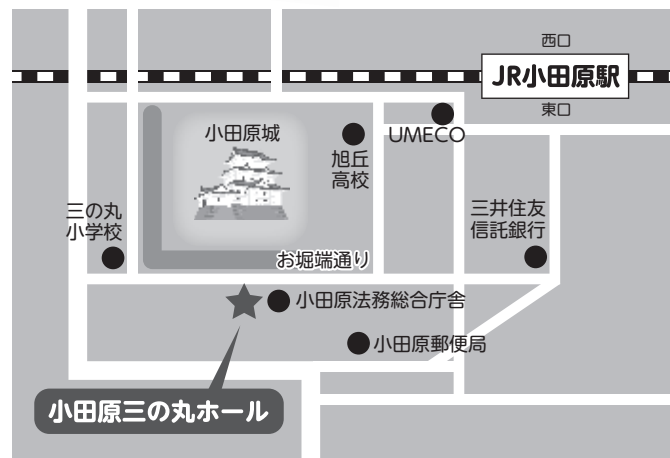 西口
JR小田原駅
東口
小田原城
UMECO
旭丘
高校
三の丸
小学校
三井住友
信託銀行
お堀端通り
小田原法務総合庁舎
小田原郵便局
小田原三の丸ホール